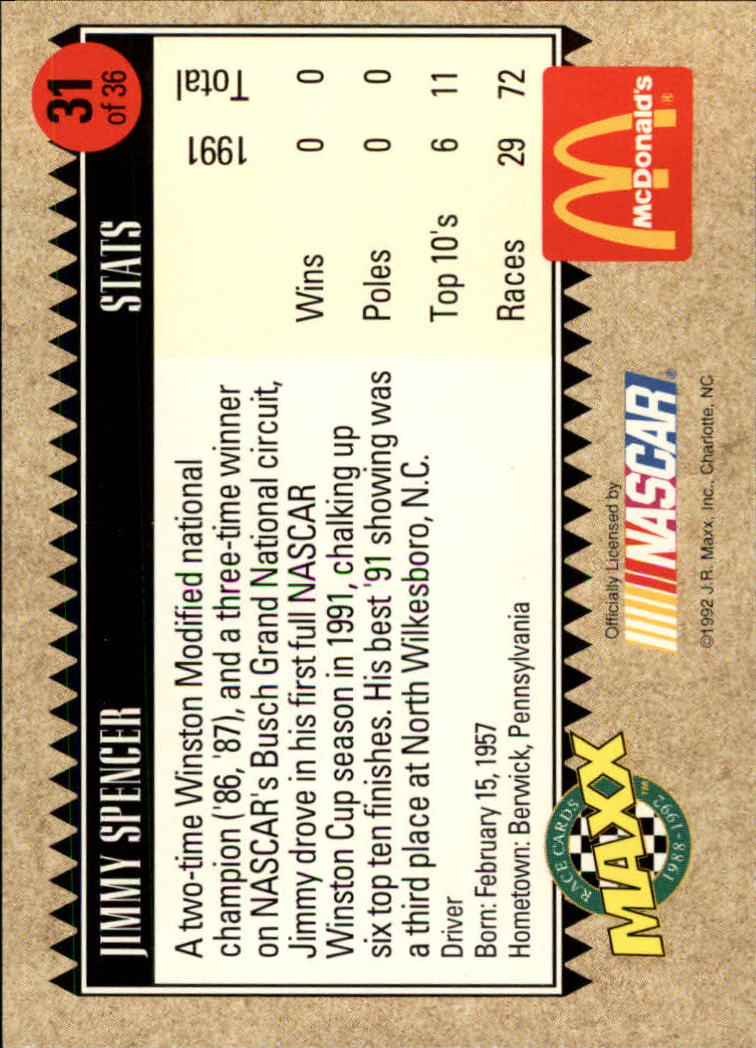 31
of 36
JIMMY SPENCER
STATS
A two-time Winston Modified national
champion ('86, '87), and a three-time winner
on NASCAR's Busch Grand National circuit,
Jimmy drove in his first full NASCAR
Winston Cup season in 1991, chalking up
six top ten finishes. His best '91 showing was
a third place at North Wilkesboro, N.C.
Driver
Born: February 15, 1957
Hometown: Berwick, Pennsylvania
1991 Total
Wins 0 0
Poles 0 0
Top 10's 6 11
Races 29 72
RACE CARDS
MAXX™
1988-1992
Officially Licensed by
NASCAR®
McDonald's®
©1992 J.R. Maxx, Inc., Charlotte, NC